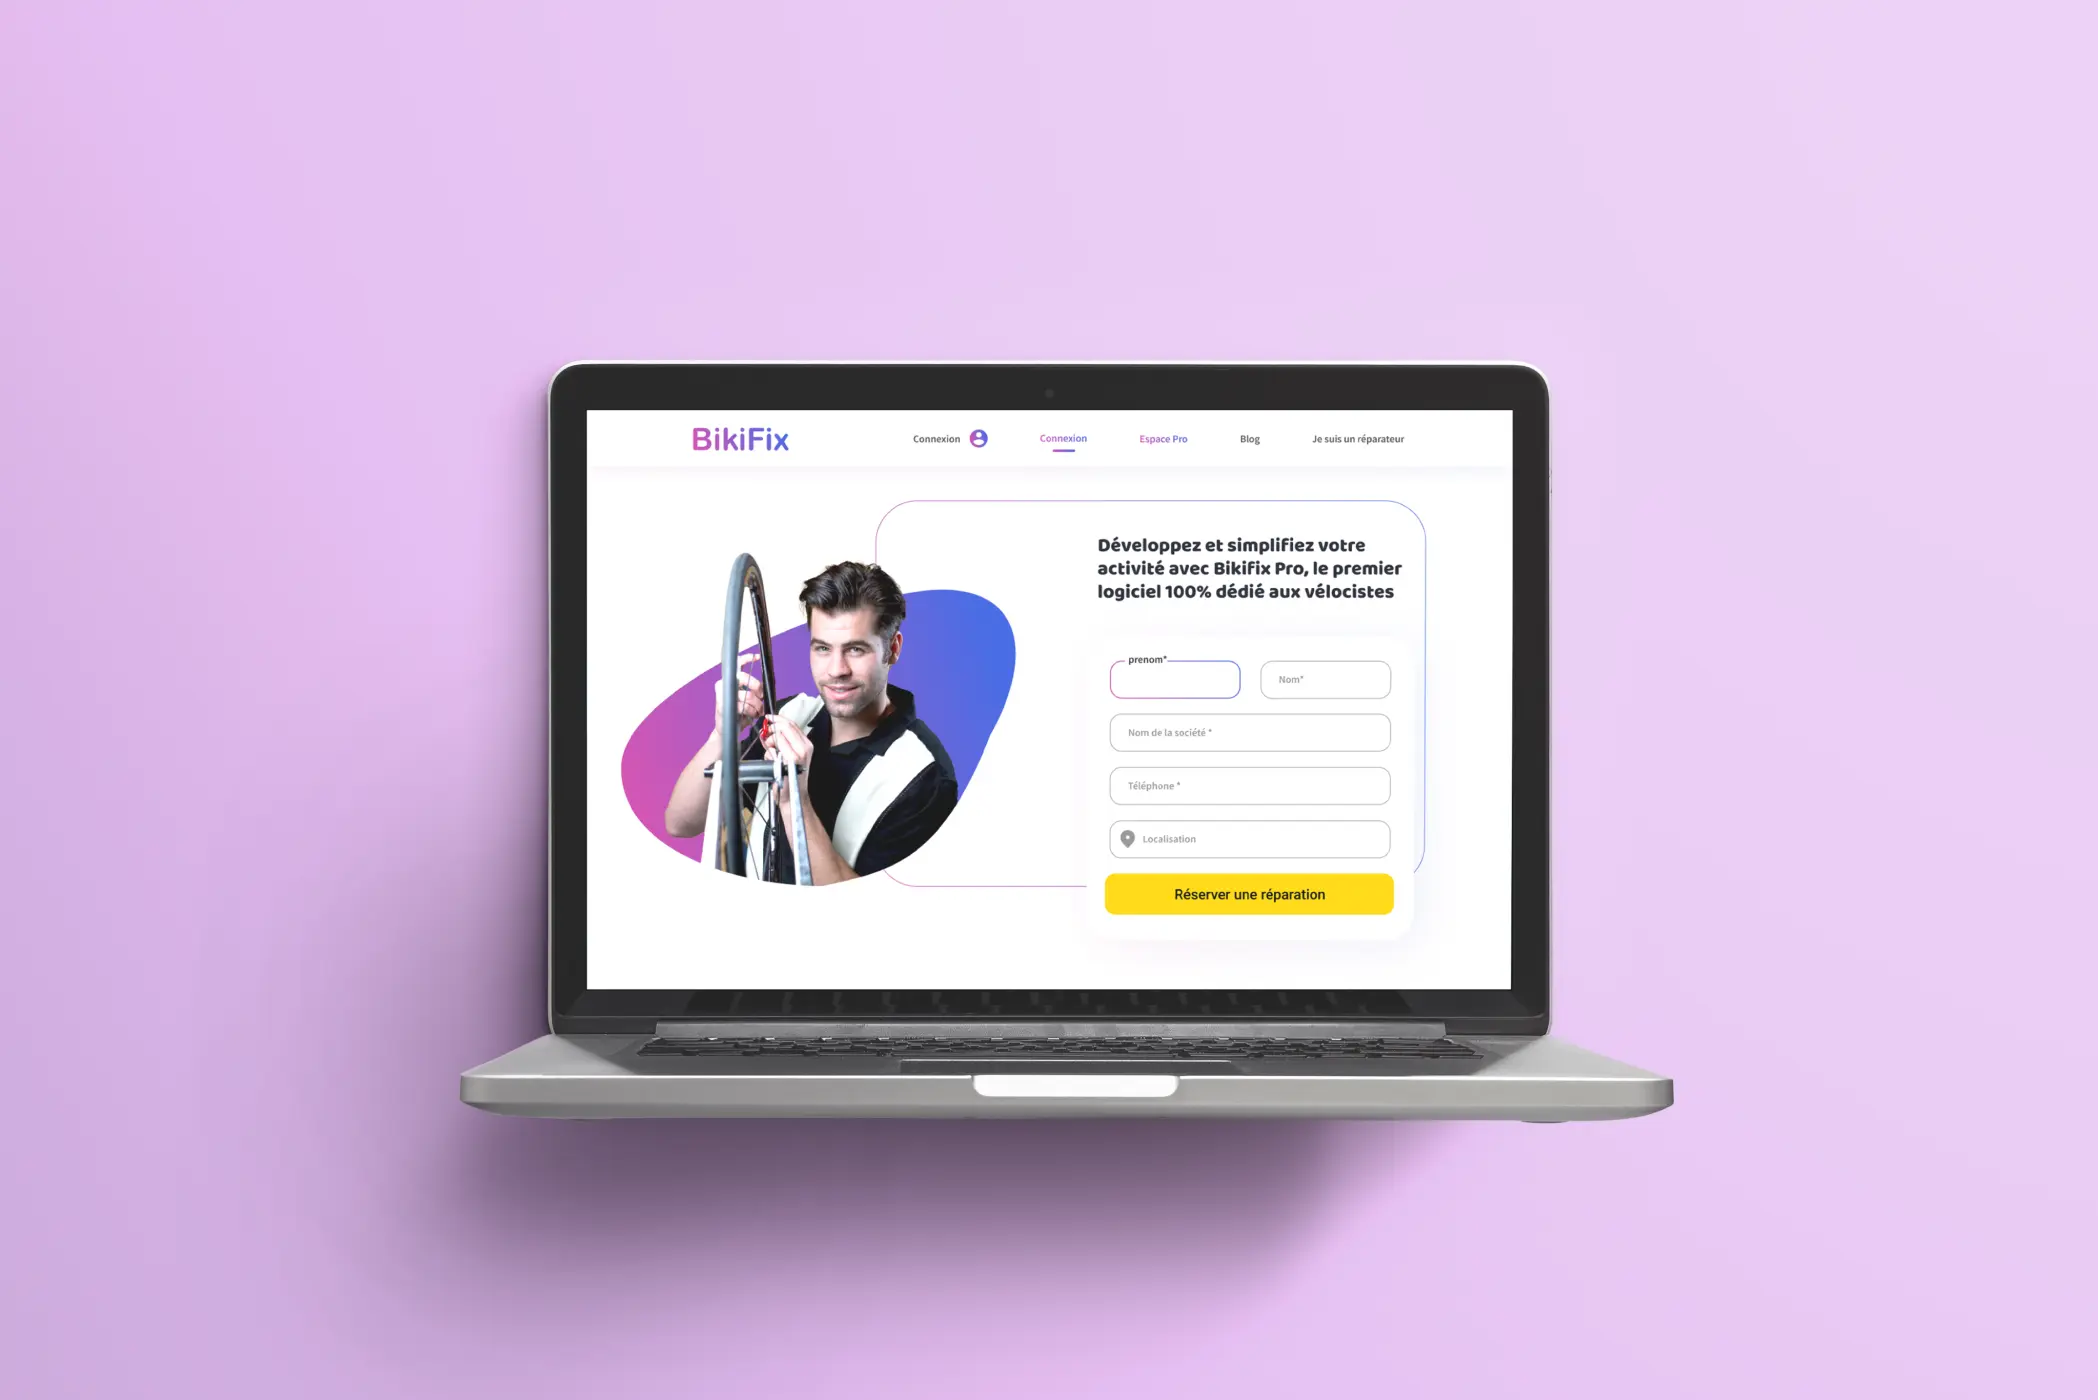 BikiFix
Connexion
Connexion
Espace Pro
Blog
Je suis un réparateur
Développez et simplifiez votre
activité avec Bikifix Pro, le premier
logiciel 100% dédié aux vélocistes
prenom*
Nom*
Nom de la société *
Téléphone *
Localisation
Réserver une réparation